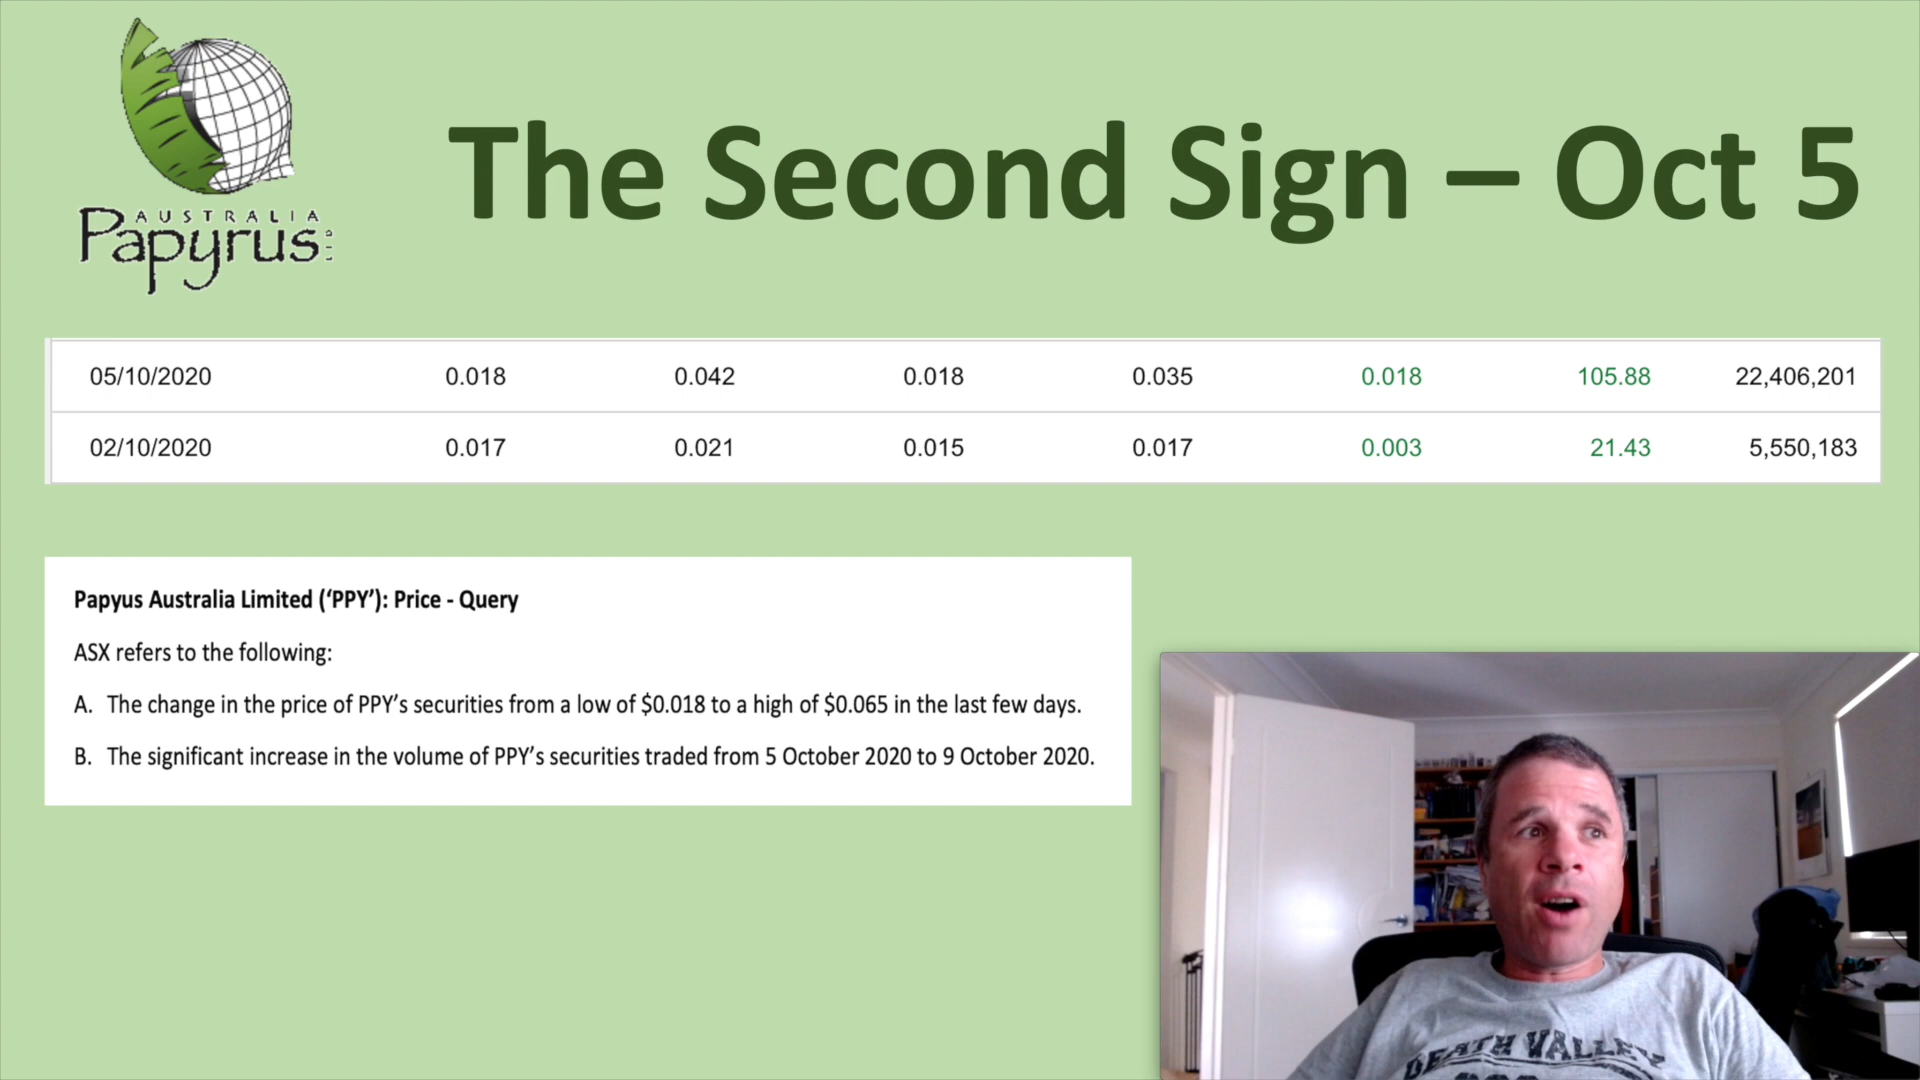 AUSTRALIA
Papyrus LTD
The Second Sign – Oct 5
05/10/2020 0.018 0.042 0.018 0.035 0.018 105.88 22,406,201
02/10/2020 0.017 0.021 0.015 0.017 0.003 21.43 5,550,183
Papyus Australia Limited (‘PPY’): Price - Query
ASX refers to the following:
A. The change in the price of PPY’s securities from a low of $0.018 to a high of $0.065 in the last few days.
B. The significant increase in the volume of PPY’s securities traded from 5 October 2020 to 9 October 2020.
DEATH VALLEY